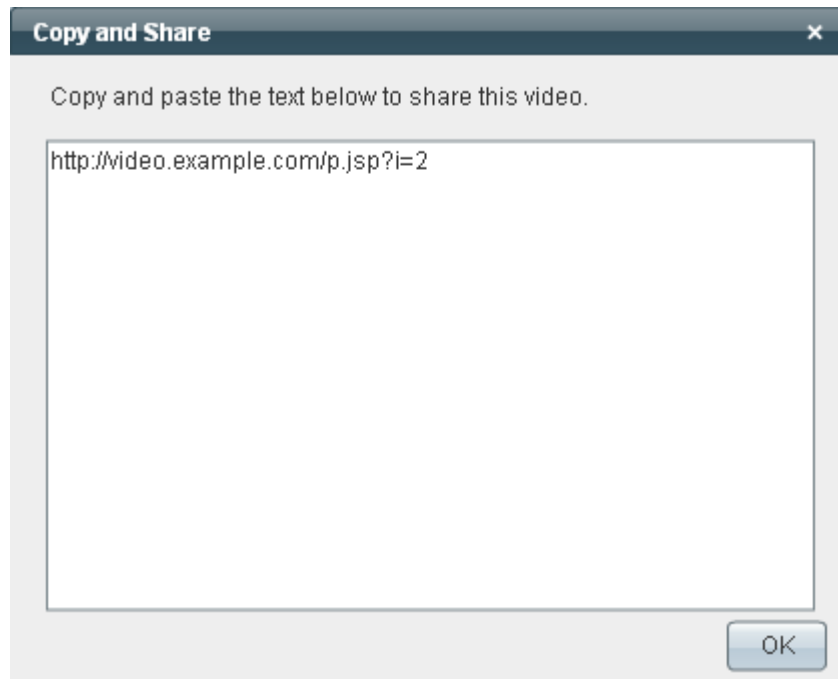 Copy and Share
Copy and paste the text below to share this video.
http://video.example.com/p.jsp?i=2
OK